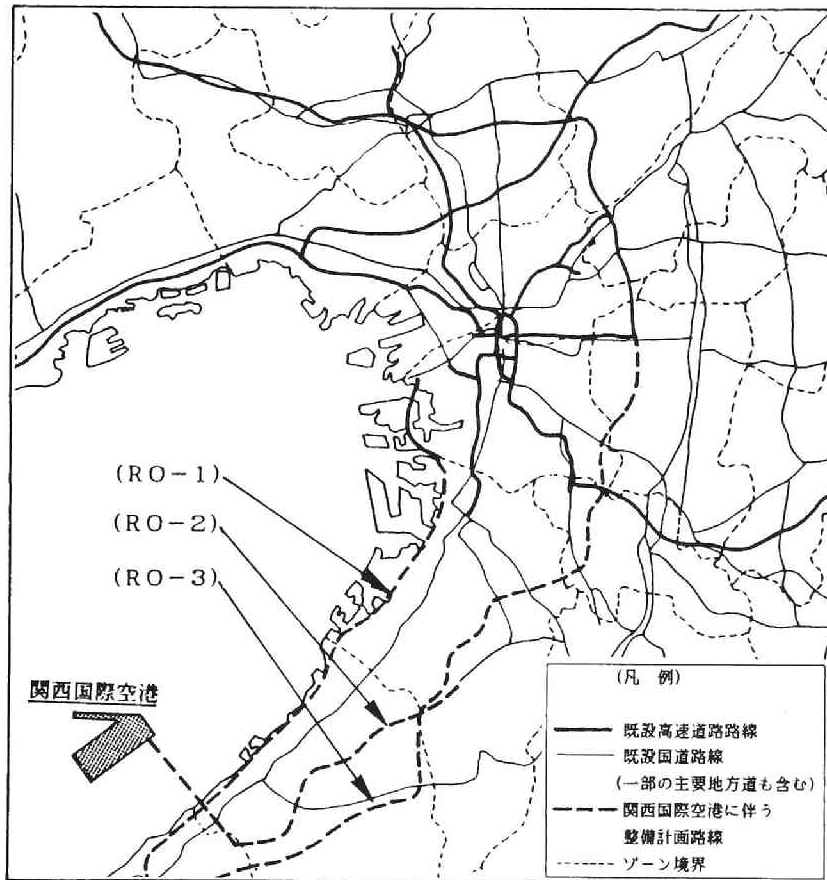 (RO-1)
(RO-2)
(RO-3)
関西国際空港
(凡 例)
既設高速道路路線
既設国道路線
(一部の主要地方道も含む)
関西国際空港に伴う
整備計画路線
ゾーン境界